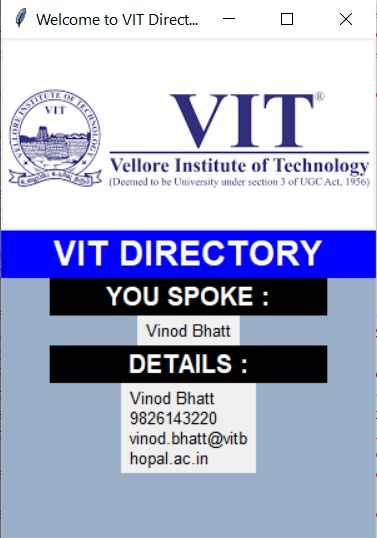 Welcome to VIT Direct...
VELLORE INSTITUTE OF TECHNOLOGY
VIT
VIT®
Vellore Institute of Technology
(Deemed to be University under section 3 of UGC Act, 1956)
VIT DIRECTORY
YOU SPOKE :
Vinod Bhatt
DETAILS :
Vinod Bhatt
9826143220
vinod.bhatt@vitb
hopal.ac.in